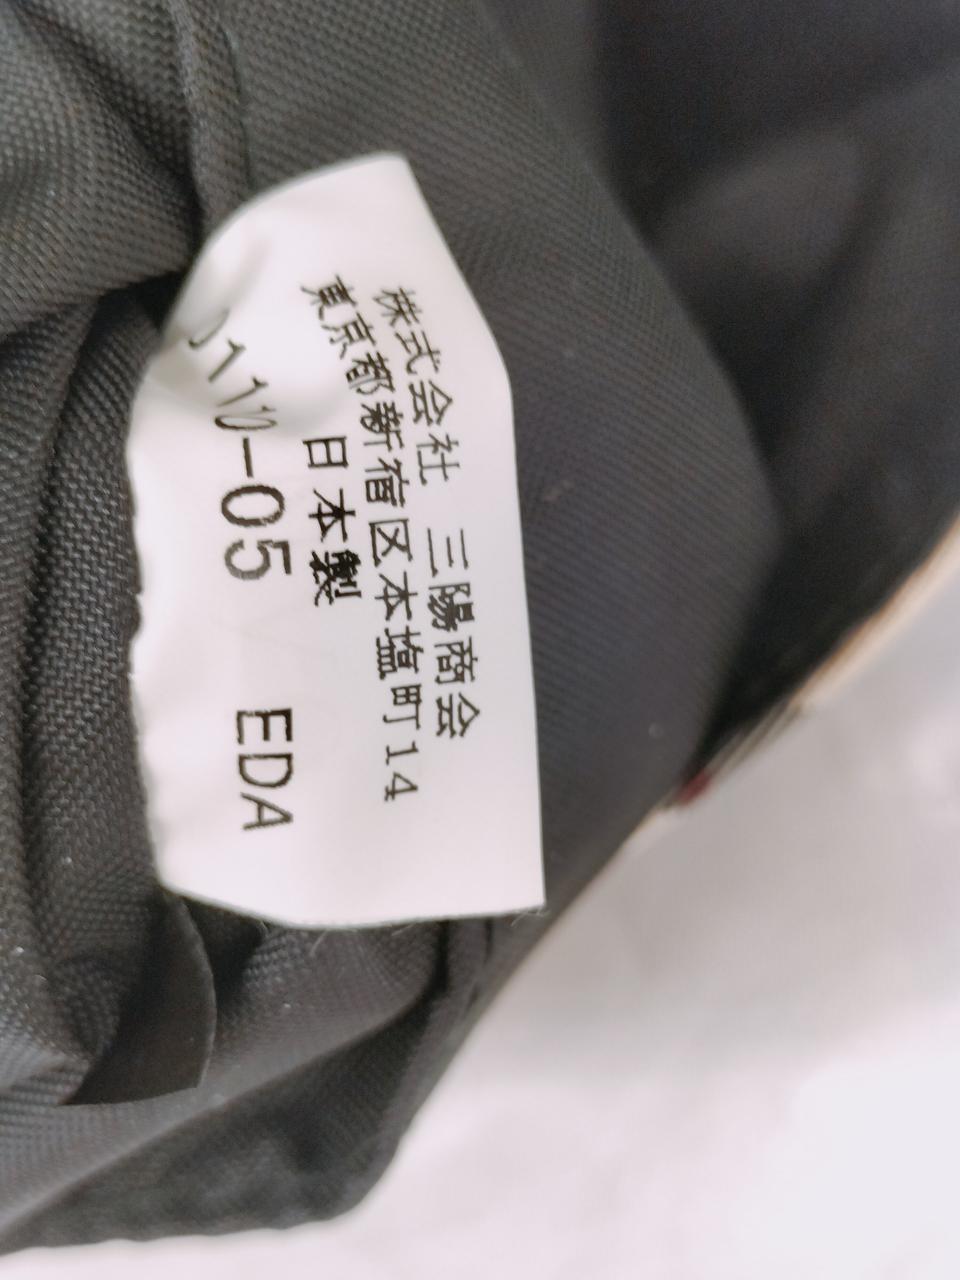 株式会社 三陽商会
東京都新宿区本塩町14
日本製
-05 EDA